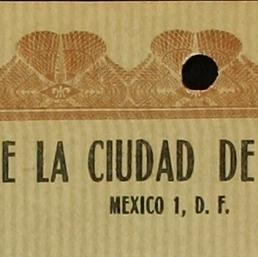 E LA CIUDAD DE
MEXICO 1, D. F.